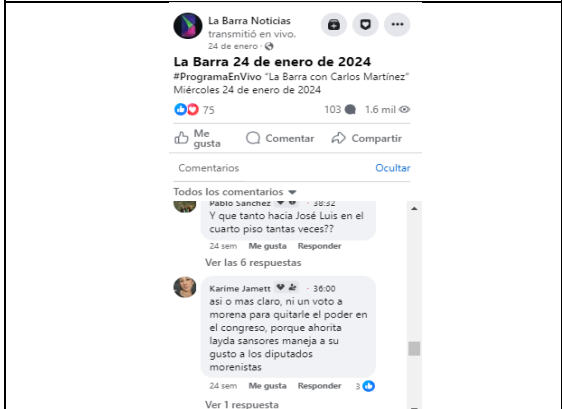 La Barra Noticias
transmitió en vivo.
24 de enero ·
La Barra 24 de enero de 2024
#ProgramaEnVivo “La Barra con Carlos Martínez”
Miércoles 24 de enero de 2024
75
103
1.6 mil
Me gusta
Comentar
Compartir
Comentarios
Ocultar
Todos los comentarios
Pablo Sanchez · 38:32
Y que tanto hacia José Luis en el
cuarto piso tantas veces??
24 sem Me gusta Responder
Ver las 6 respuestas
Karime Jamett · 36:00
asi o mas claro, ni un voto a
morena para quitarle el poder en
el congreso, porque ahorita
layda sansores maneja a su
gusto a los diputados
morenistas
24 sem Me gusta Responder 3
Ver 1 respuesta